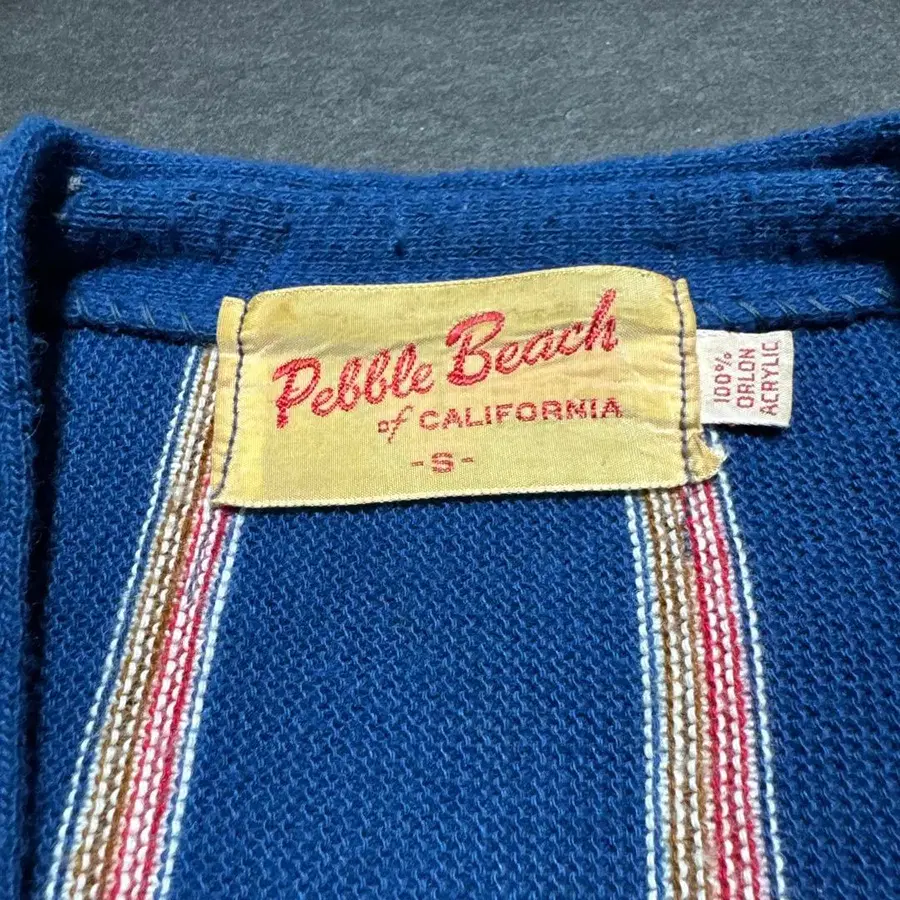 Pebble Beach
of CALIFORNIA
-S-
100%
ORLON
ACRYLIC